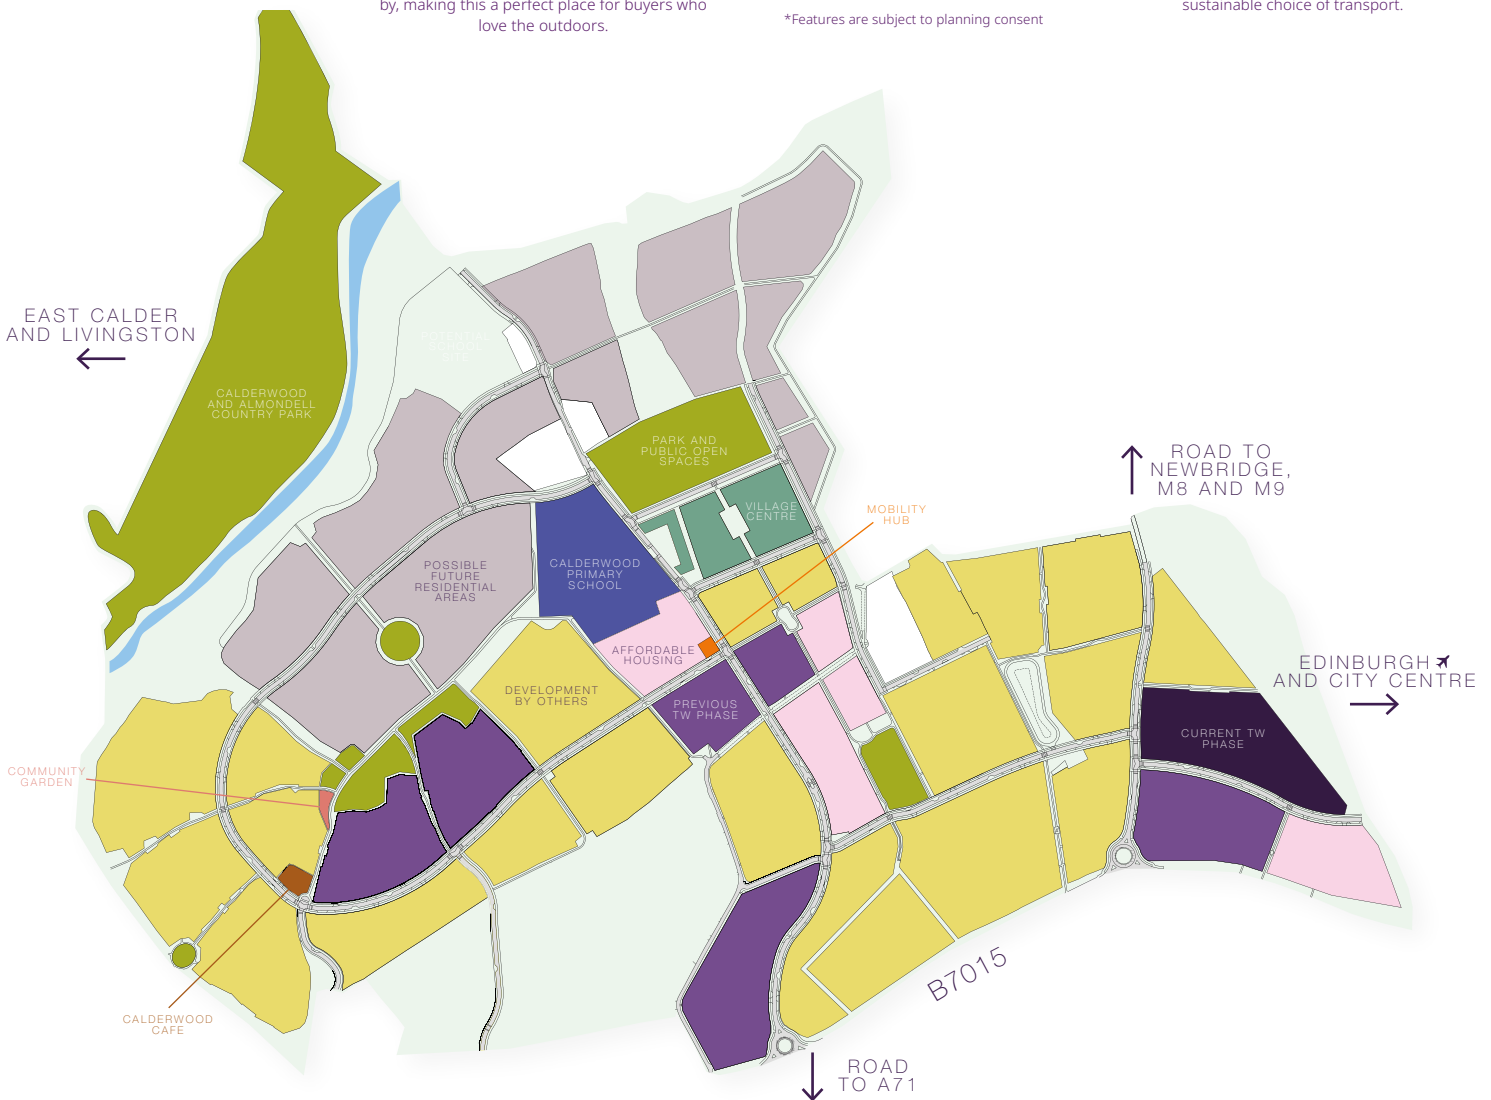 by, making this a perfect place for buyers who
love the outdoors.
*Features are subject to planning consent
sustainable choice of transport.
EAST CALDER
AND LIVINGSTON
POTENTIAL
SCHOOL
SITE
CALDERWOOD
AND ALMONDELL
COUNTRY PARK
PARK AND
PUBLIC OPEN
SPACES
ROAD TO
NEWBRIDGE,
M8 AND M9
VILLAGE
CENTRE
MOBILITY
HUB
POSSIBLE
FUTURE
RESIDENTIAL
AREAS
CALDERWOOD
PRIMARY
SCHOOL
AFFORDABLE
HOUSING
EDINBURGH
AND CITY CENTRE
DEVELOPMENT
BY OTHERS
PREVIOUS
TW PHASE
CURRENT TW
PHASE
COMMUNITY
GARDEN
B7015
CALDERWOOD
CAFE
ROAD
TO A71